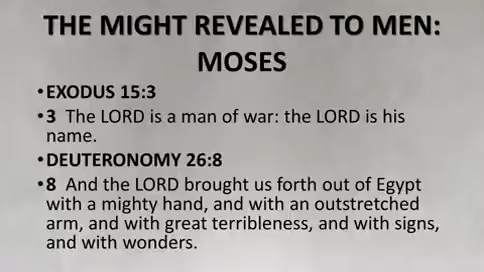 THE MIGHT REVEALED TO MEN:
MOSES
•EXODUS 15:3
•3 The LORD is a man of war: the LORD is his
name.
•DEUTERONOMY 26:8
•8 And the LORD brought us forth out of Egypt
with a mighty hand, and with an outstretched
arm, and with great terribleness, and with signs,
and with wonders.